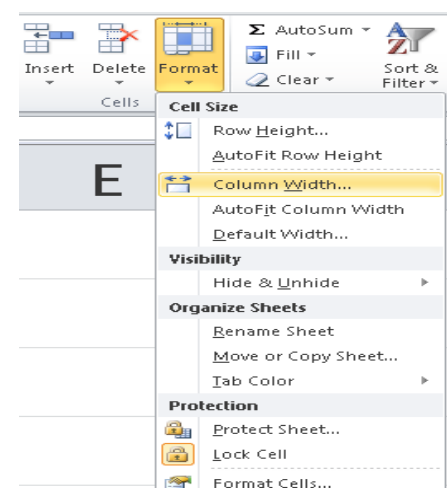 Σ AutoSum
Fill
Insert Delete Format Clear Sort & Filter
Cells
Cell Size
Row Height...
AutoFit Row Height
E
Column Width...
AutoFit Column Width
Default Width...
Visibility
Hide & Unhide
Organize Sheets
Rename Sheet
Move or Copy Sheet...
Tab Color
Protection
Protect Sheet...
Lock Cell
Format Cells...